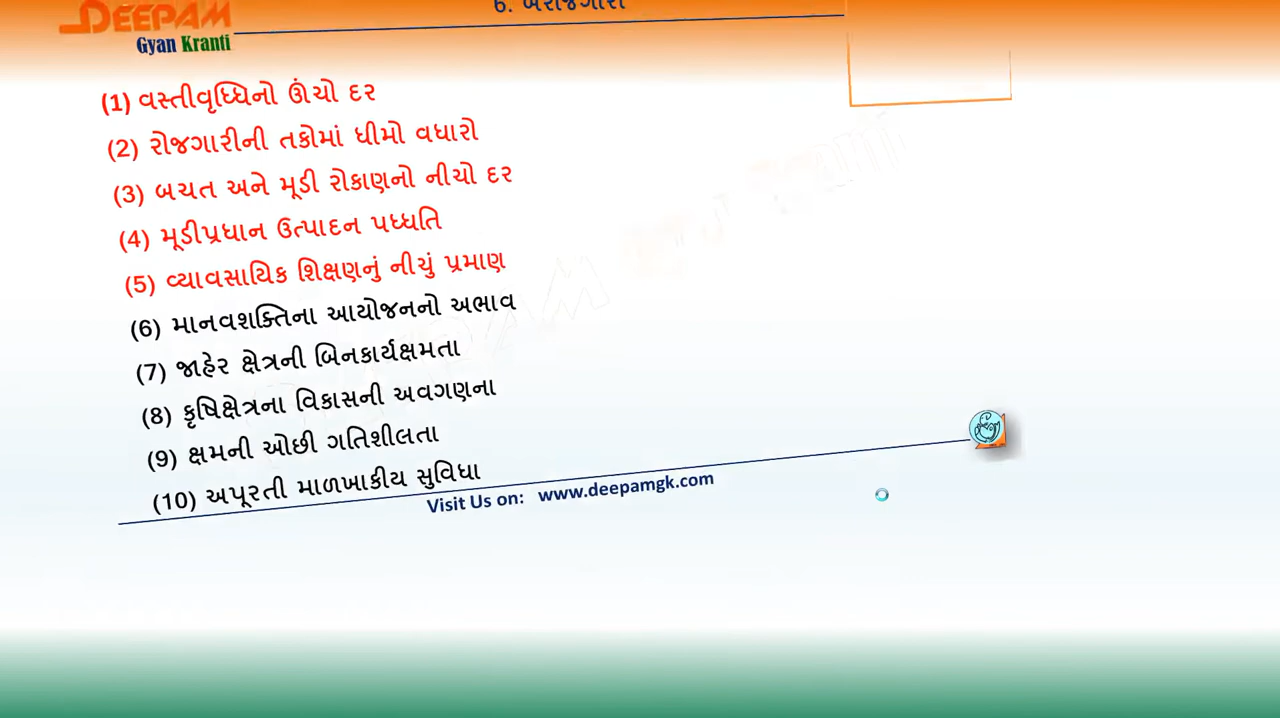 DEEPAM
Gyan Kranti
6. બેરોજગારી
(1) વસ્તીવૃધ્ધિનો ઊંચો દર
(2) રોજગારીની તકોમાં ધીમો વધારો
(3) બચત અને મૂડી રોકાણનો નીચો દર
(4) મૂડીપ્રધાન ઉત્પાદન પધ્ધતિ
(5) વ્યાવસાયિક શિક્ષણનું નીચું પ્રમાણ
(6) માનવશક્તિના આયોજનનો અભાવ
(7) જાહેર ક્ષેત્રની બિનકાર્યક્ષમતા
(8) કૃષિક્ષેત્રના વિકાસની અવગણના
(9) ક્ષમની ઓછી ગતિશીલતા
(10) અપૂરતી માળખાકીય સુવિધા
Visit Us on: www.deepamgk.com